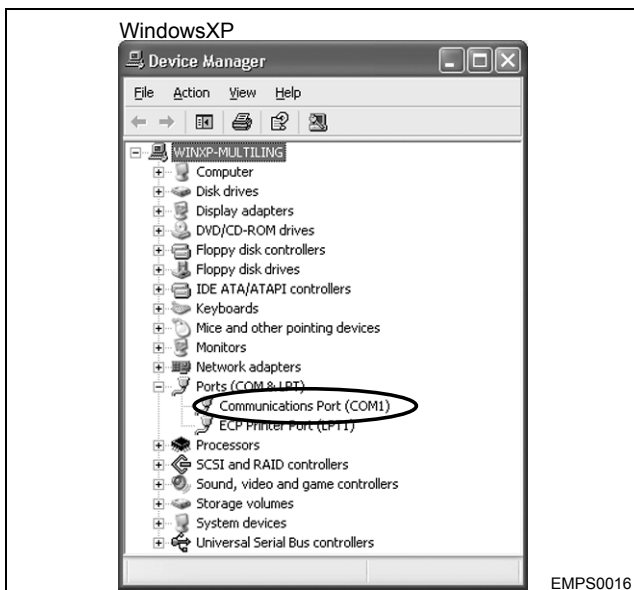 WindowsXP
Device Manager
File Action View Help
WINXP-MULTILING
Computer
Disk drives
Display adapters
DVD/CD-ROM drives
Floppy disk controllers
Floppy disk drives
IDE ATA/ATAPI controllers
Keyboards
Mice and other pointing devices
Monitors
Network adapters
Ports (COM & LPT)
Communications Port (COM1)
ECP Printer Port (LPT1)
Processors
SCSI and RAID controllers
Sound, video and game controllers
Storage volumes
System devices
Universal Serial Bus controllers
EMPS0016